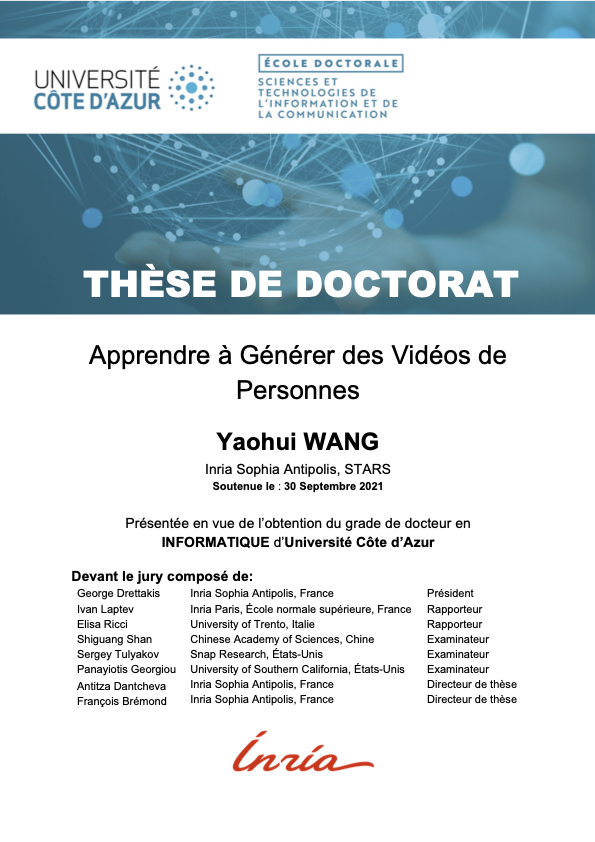 UNIVERSITÉ
CÔTE D'AZUR
ÉCOLE DOCTORALE
SCIENCES ET
TECHNOLOGIES DE
L'INFORMATION ET DE
LA COMMUNICATION
THÈSE DE DOCTORAT
Apprendre à Générer des Vidéos de
Personnes
Yaohui WANG
Inria Sophia Antipolis, STARS
Soutenue le : 30 Septembre 2021
Présentée en vue de l'obtention du grade de docteur en
INFORMATIQUE d'Université Côte d'Azur
Devant le jury composé de:
George Drettakis Inria Sophia Antipolis, France Président
Ivan Laptev Inria Paris, École normale supérieure, France Rapporteur
Elisa Ricci University of Trento, Italie Rapporteur
Shiguang Shan Chinese Academy of Sciences, Chine Examinateur
Sergey Tulyakov Snap Research, États-Unis Examinateur
Panayiotis Georgiou University of Southern California, États-Unis Examinateur
Antitza Dantcheva Inria Sophia Antipolis, France Directeur de thèse
François Brémond Inria Sophia Antipolis, France Directeur de thèse
Inria